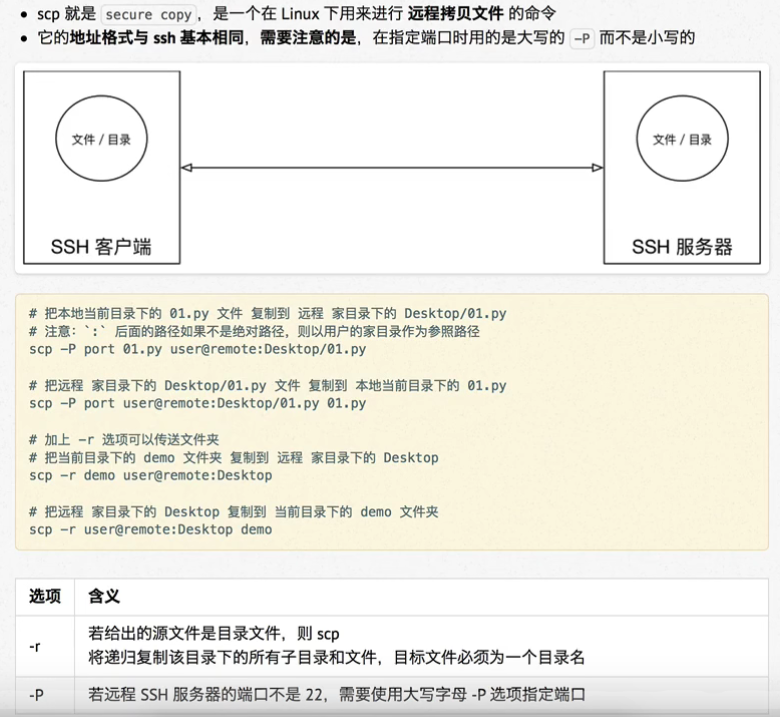 • scp 就是 secure copy，是一个在 Linux 下用来进行 远程拷贝文件 的命令
• 它的地址格式与 ssh 基本相同，需要注意的是，在指定端口时用的是大写的 -P 而不是小写的
文件 / 目录
文件 / 目录
SSH 客户端
SSH 服务器
# 把本地当前目录下的 01.py 文件 复制到 远程 家目录下的 Desktop/01.py
# 注意：`:` 后面的路径如果不是绝对路径，则以用户的家目录作为参照路径
scp -P port 01.py user@remote:Desktop/01.py
# 把远程 家目录下的 Desktop/01.py 文件 复制到 本地当前目录下的 01.py
scp -P port user@remote:Desktop/01.py 01.py
# 加上 -r 选项可以传送文件夹
# 把当前目录下的 demo 文件夹 复制到 远程 家目录下的 Desktop
scp -r demo user@remote:Desktop
# 把远程 家目录下的 Desktop 复制到 当前目录下的 demo 文件夹
scp -r user@remote:Desktop demo
选项 含义
-r 若给出的源文件是目录文件，则 scp
将递归复制该目录下的所有子目录和文件，目标文件必须为一个目录名
-P 若远程 SSH 服务器的端口不是 22，需要使用大写字母 -P 选项指定端口